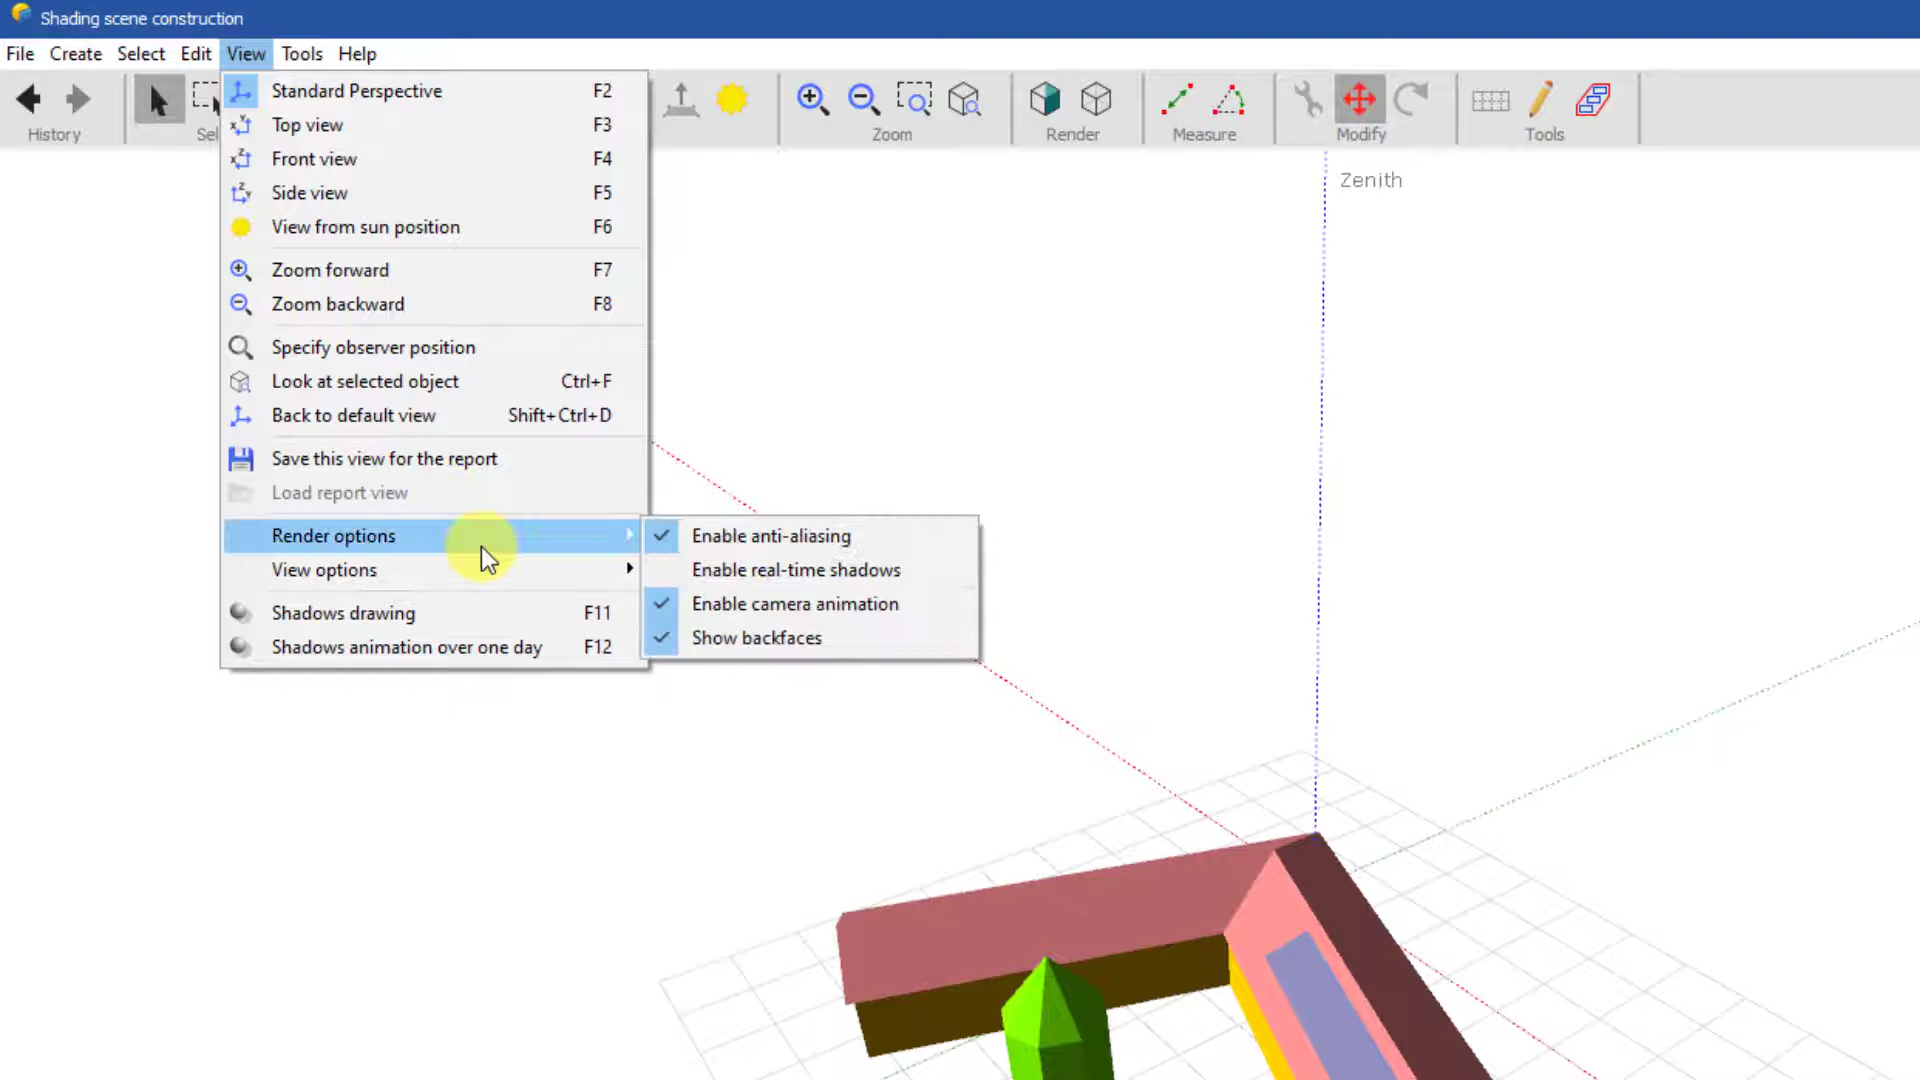 Shading scene construction
File Create Select Edit View Tools Help
History
Sel
Zoom
Render
Measure
Modify
Tools
Standard Perspective F2
Top view F3
Front view F4
Side view F5
View from sun position F6
Zoom forward F7
Zoom backward F8
Specify observer position
Look at selected object Ctrl+F
Back to default view Shift+Ctrl+D
Save this view for the report
Load report view
Render options
View options
Shadows drawing F11
Shadows animation over one day F12
Enable anti-aliasing
Enable real-time shadows
Enable camera animation
Show backfaces
Zenith